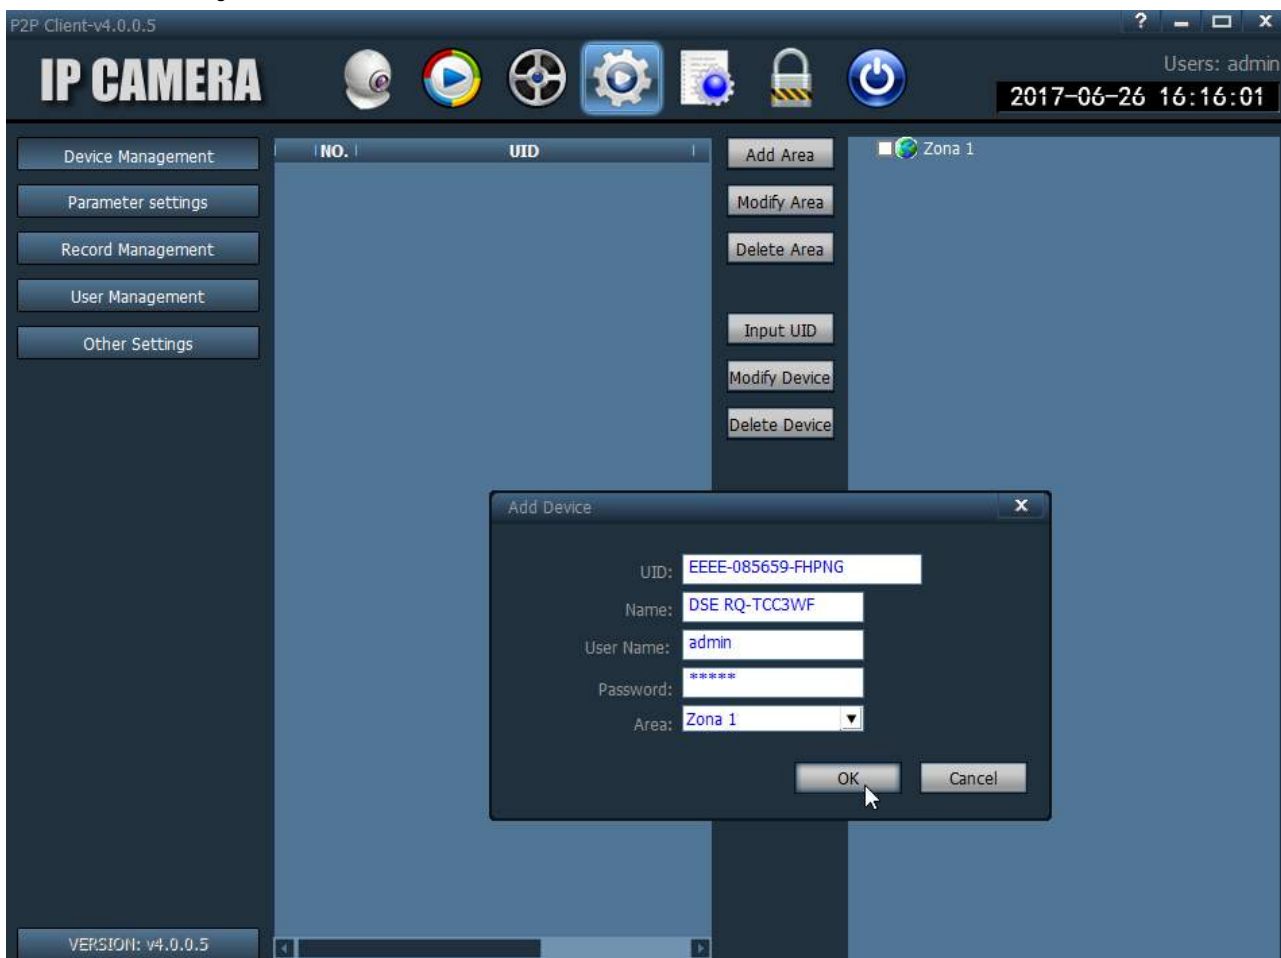 P2P Client-v4.0.0.5
IP CAMERA
Users: admin
2017-06-26 16:16:01
Device Management
Parameter settings
Record Management
User Management
Other Settings
NO. UID
Add Area
Modify Area
Delete Area
Input UID
Modify Device
Delete Device
Zona 1
Add Device
UID: EEEE-085659-FHPNG
Name: DSE RQ-TCC3WF
User Name: admin
Password: *****
Area: Zona 1
OK Cancel
VERSION: v4.0.0.5